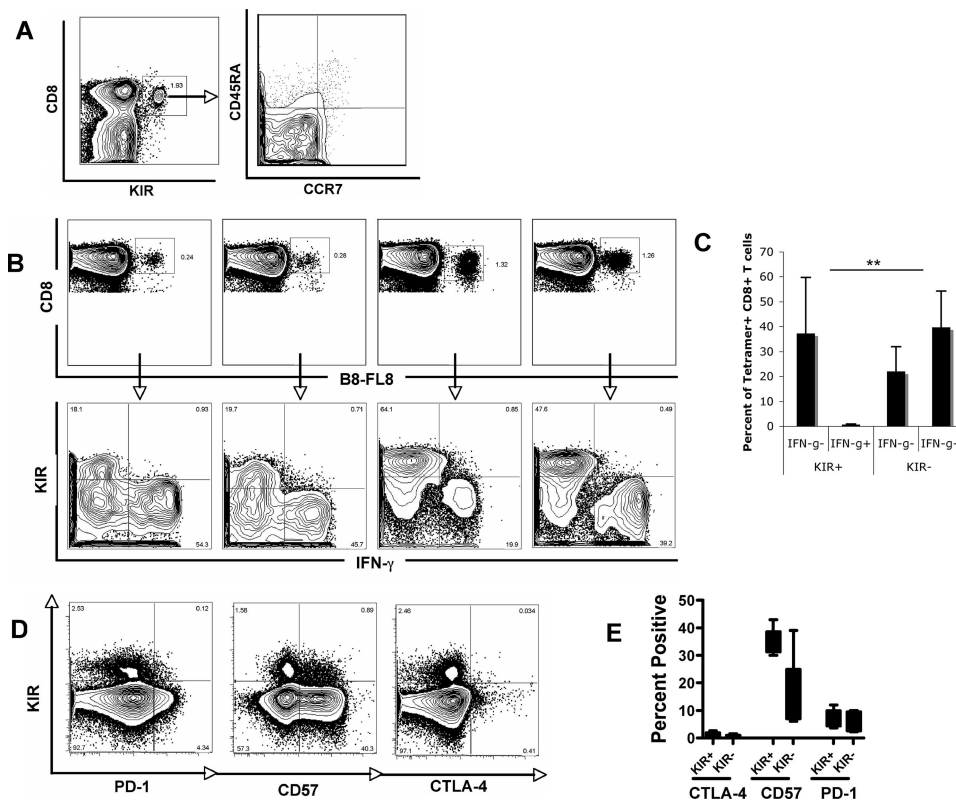 A
CD8
1.93
KIR
CD45RA
CCR7
B
CD8
0.24
0.28
1.32
1.26
B8-FL8
KIR
18.1 0.93
54.3
19.7 0.71
45.7
64.1 0.85
19.9
47.6 0.49
39.2
IFN-γ
C
Percent of Tetramer+ CD8+ T cells
70
60
50
40
30
20
10
0
**
IFN-g- IFN-g+ IFN-g- IFN-g-
KIR+ KIR-
D
KIR
2.53 0.12
92.7 4.34
1.58 0.89
57.3 40.3
2.46 0.034
97.1 0.41
PD-1 CD57 CTLA-4
E
Percent Positive
50
40
30
20
10
0
KIR+ KIR- KIR+ KIR- KIR+ KIR-
CTLA-4 CD57 PD-1